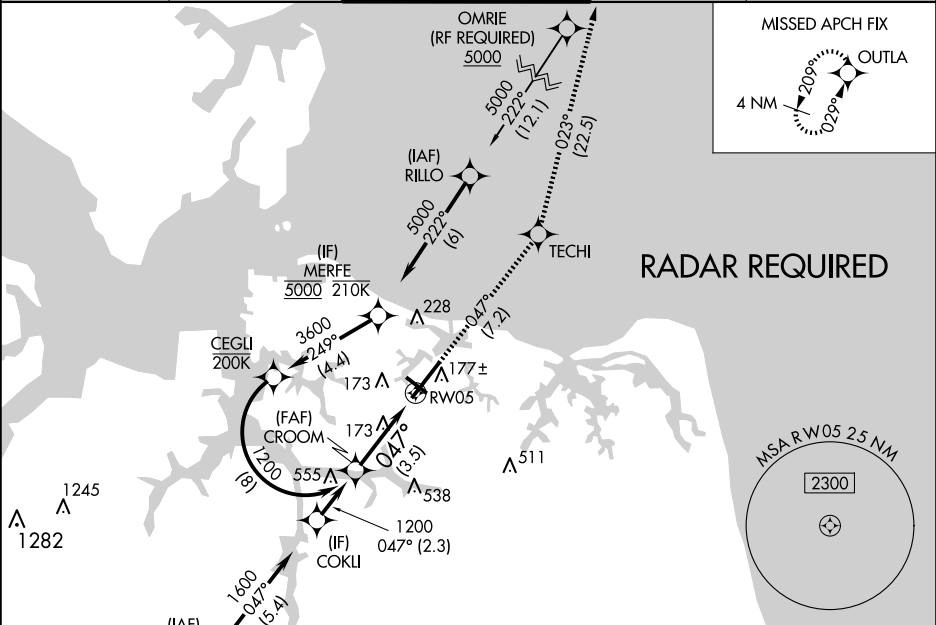 OMRIE
(RF REQUIRED)
5000
5000
222°
(12.1)
023°
(22.5)
MISSED APCH FIX
OUTLA
209°
4 NM
029°
(IAF)
RILLO
5000
222°
(6)
TECHI
RADAR REQUIRED
(IF)
MERFE
5000 210K
228
047°
(7.2)
3600
249°
(4.4)
CEGLI
200K
173
177±
RW05
(FAF)
CROOM
173
047°
(3.5)
1200
(8)
555
538
511
MSA RW05 25 NM
2300
1245
1282
1200
047° (2.3)
(IF)
COKLI
1600
047°
(5.4)
(IAF)